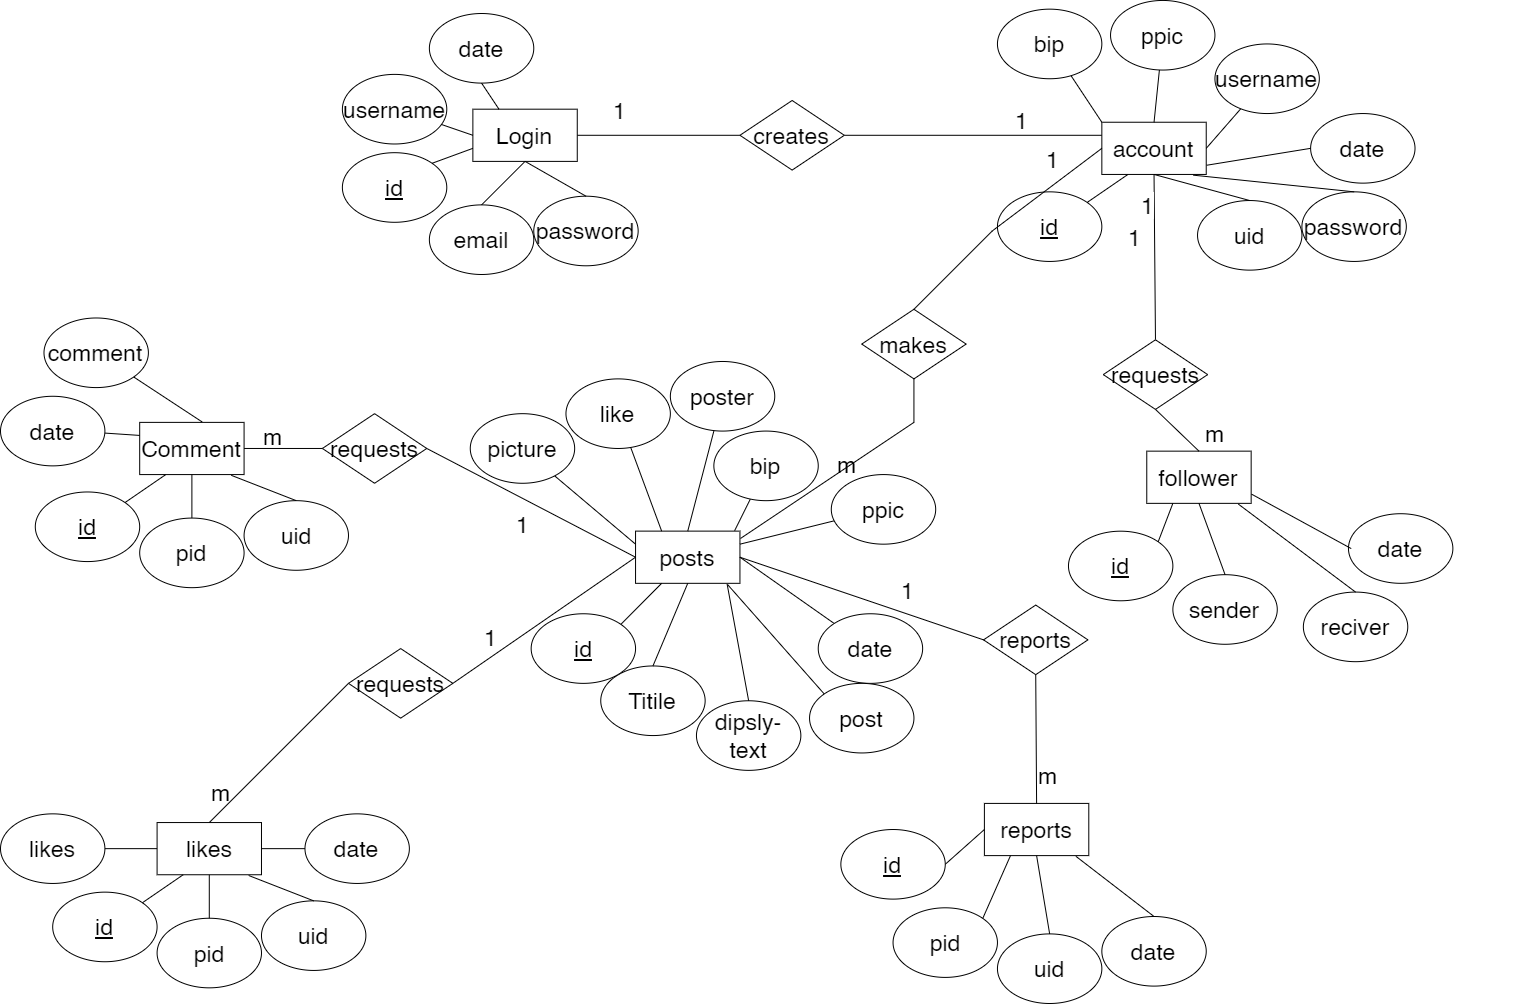 date
username
Login
id
email
password
1
creates
1
bip
ppic
username
account
date
1
id
1
1
uid
password
makes
requests
m
follower
id
sender
reciver
date
comment
date
Comment
id
pid
uid
m
requests
1
picture
like
poster
bip
m
ppic
posts
id
Titile
dipsly-
text
post
date
1
reports
m
reports
id
pid
uid
date
1
requests
m
likes
likes
date
id
pid
uid